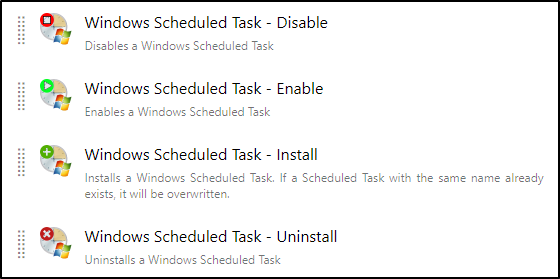 Windows Scheduled Task - Disable
Disables a Windows Scheduled Task
Windows Scheduled Task - Enable
Enables a Windows Scheduled Task
Windows Scheduled Task - Install
Installs a Windows Scheduled Task. If a Scheduled Task with the same name already
exists, it will be overwritten.
Windows Scheduled Task - Uninstall
Uninstalls a Windows Scheduled Task